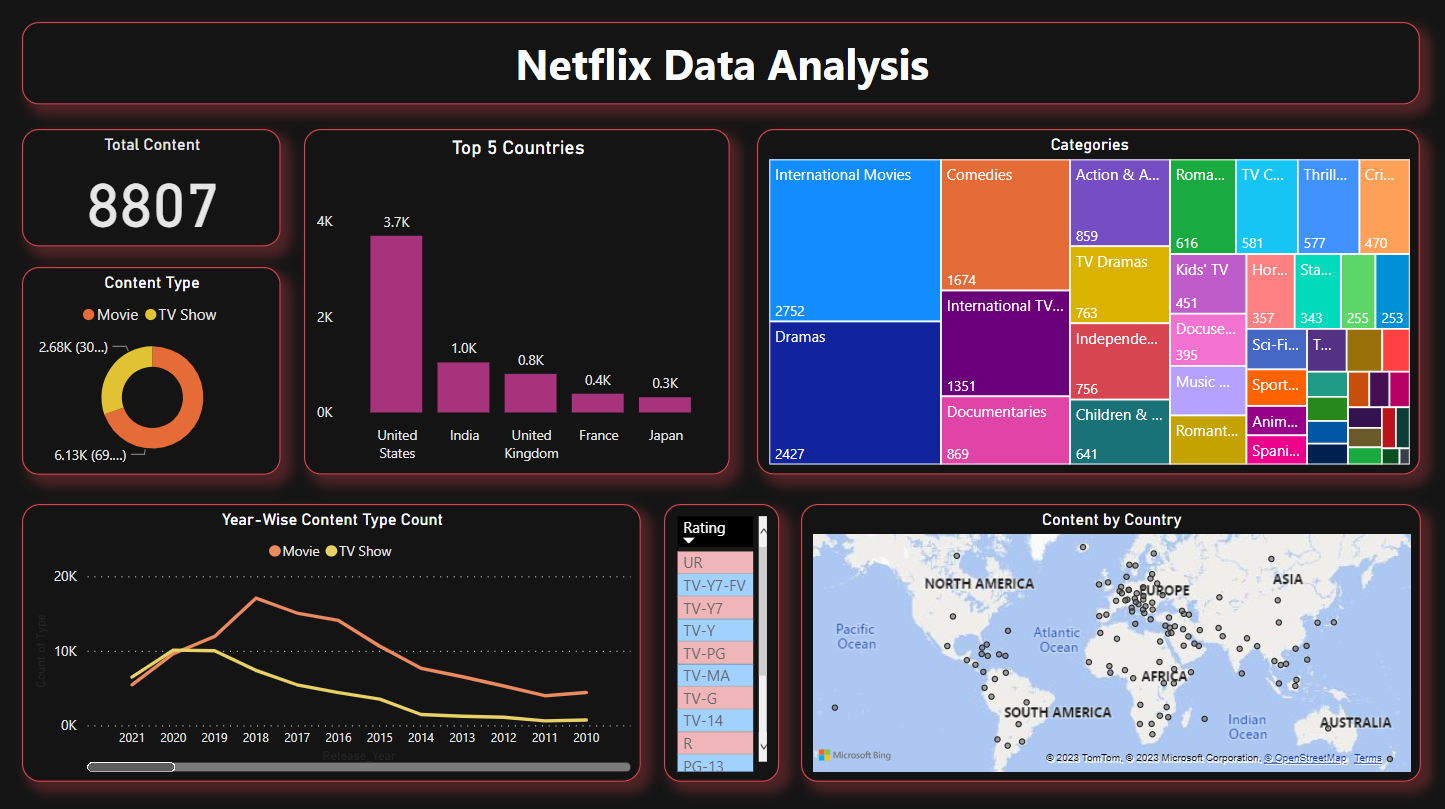 Netflix Data Analysis
Total Content
8807
Content Type
Movie TV Show
2.68K (30...)
6.13K (69....)
Top 5 Countries
4K
2K
0K
3.7K
1.0K
0.8K
0.4K
0.3K
United States
India
United Kingdom
France
Japan
Categories
International Movies
2752
Dramas
2427
Comedies
1674
International TV...
1351
Documentaries
869
Action & A...
859
TV Dramas
763
Independe...
756
Children & ...
641
Roma...
616
TV C...
581
Thrill...
577
Cri...
470
Kids' TV
451
Docuse...
395
Music ...
Romant...
Hor...
357
Sta...
343
255
253
Sci-Fi...
T...
Sport...
Anim...
Spani...
Year-Wise Content Type Count
Movie TV Show
Count of Type
20K
10K
0K
2021 2020 2019 2018 2017 2016 2015 2014 2013 2012 2011 2010
Release_Year
Rating
UR
TV-Y7-FV
TV-Y7
TV-Y
TV-PG
TV-MA
TV-G
TV-14
R
PG-13
Content by Country
NORTH AMERICA
EUROPE
ASIA
Pacific
Ocean
Atlantic
Ocean
AFRICA
SOUTH AMERICA
Indian
Ocean
AUSTRALIA
Microsoft Bing
© 2023 TomTom, © 2023 Microsoft Corporation, © OpenStreetMap Terms